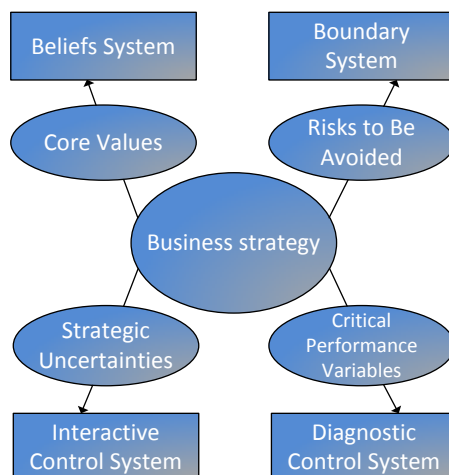 Beliefs System
Boundary
System
Core Values
Risks to Be
Avoided
Business strategy
Strategic
Uncertainties
Critical
Performance
Variables
Interactive
Control System
Diagnostic
Control System